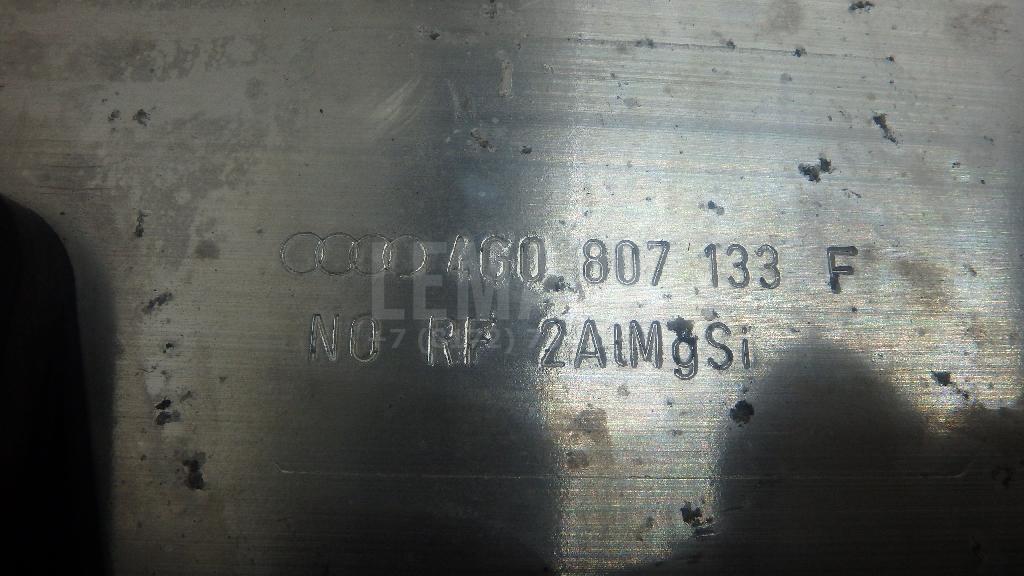 4G0 807 133 F
NO RF 2AlMgSi